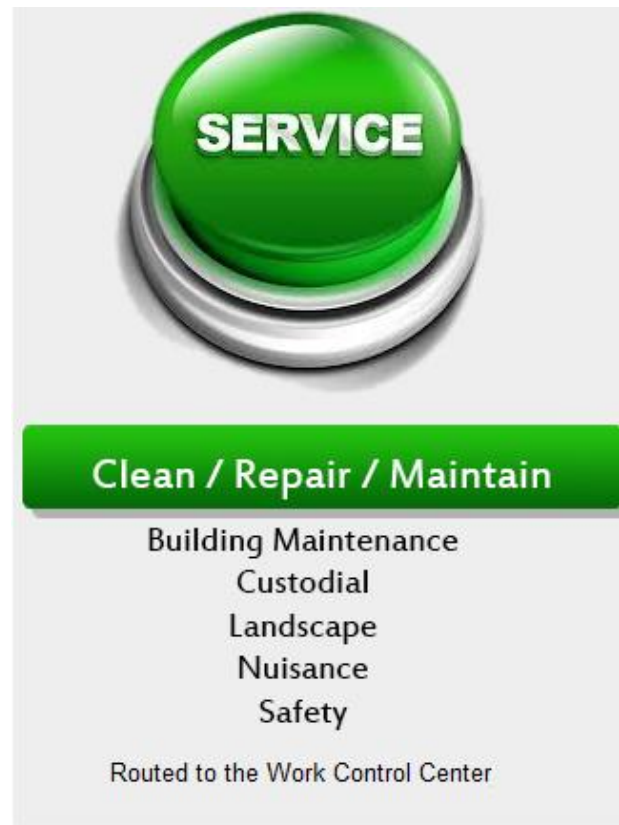 SERVICE
Clean / Repair / Maintain
Building Maintenance
Custodial
Landscape
Nuisance
Safety
Routed to the Work Control Center